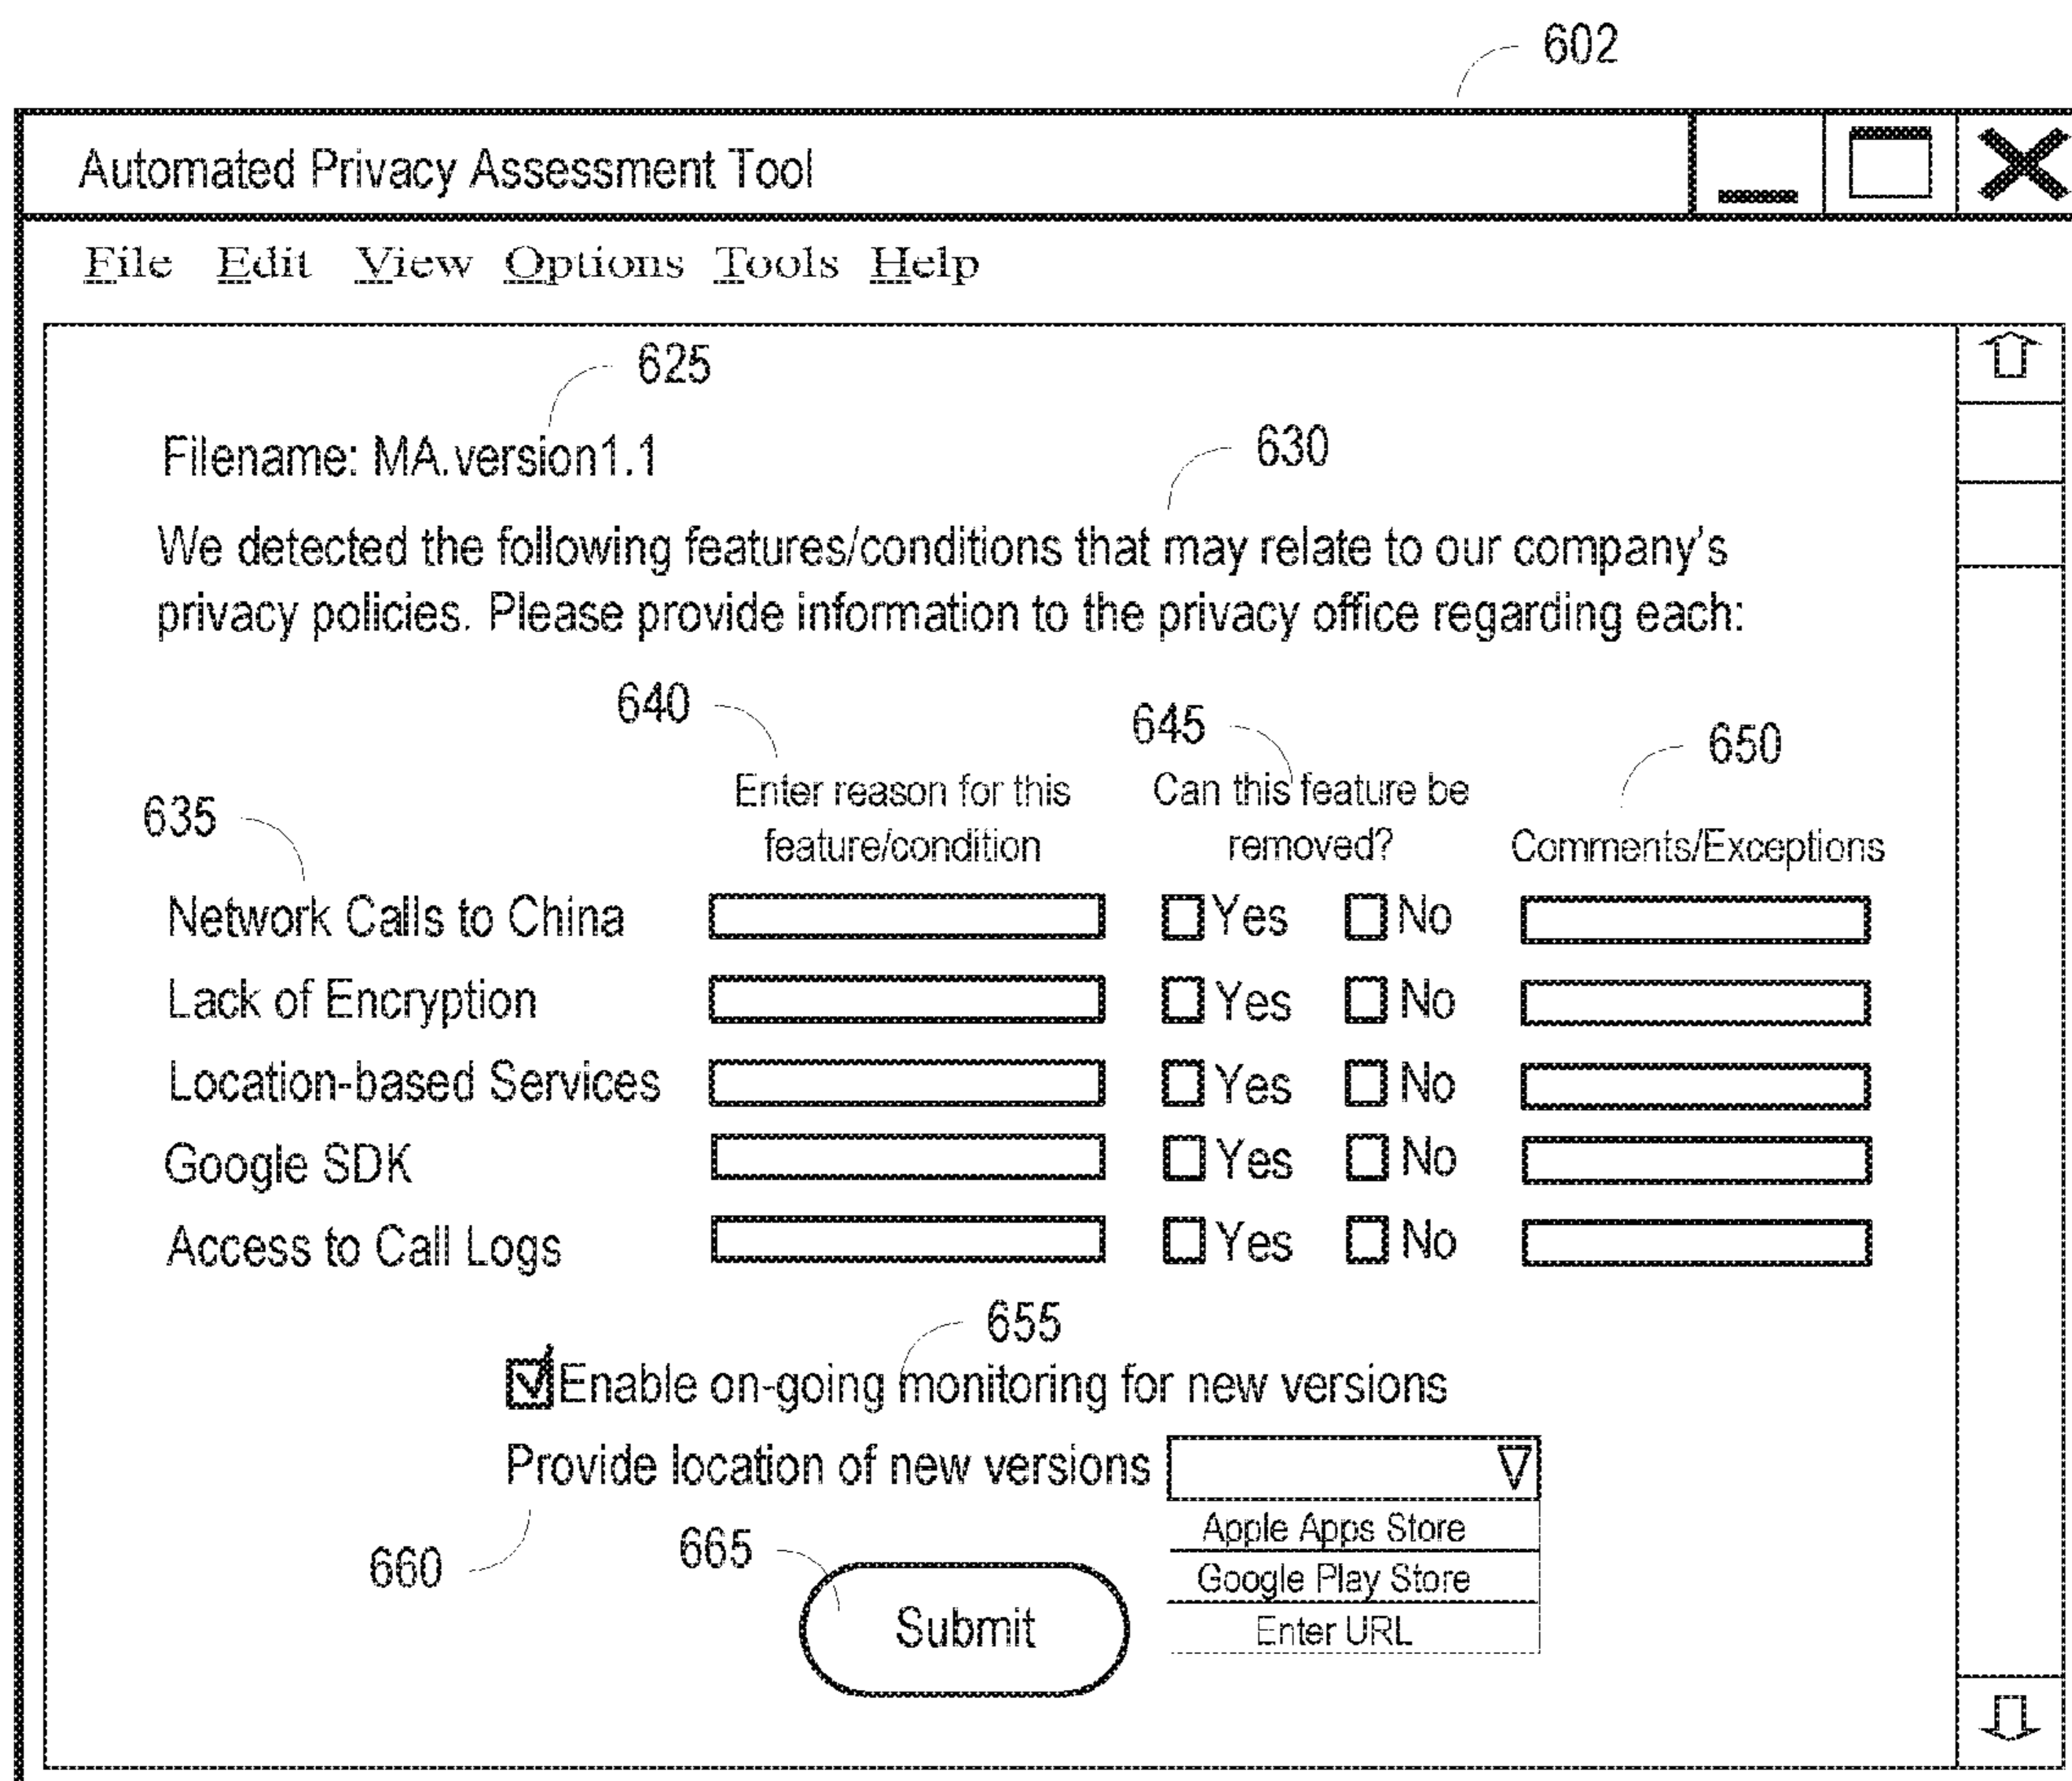 602
Automated Privacy Assessment Tool
File Edit View Options Tools Help
625
Filename: MA.version1.1
630
We detected the following features/conditions that may relate to our company's
privacy policies. Please provide information to the privacy office regarding each:
640
645
650
635
Enter reason for this
feature/condition
Can this feature be
removed?
Comments/Exceptions
Network Calls to China Yes No
Lack of Encryption Yes No
Location-based Services Yes No
Google SDK Yes No
Access to Call Logs Yes No
655
Enable on-going monitoring for new versions
Provide location of new versions
Apple Apps Store
Google Play Store
Enter URL
660
665
Submit